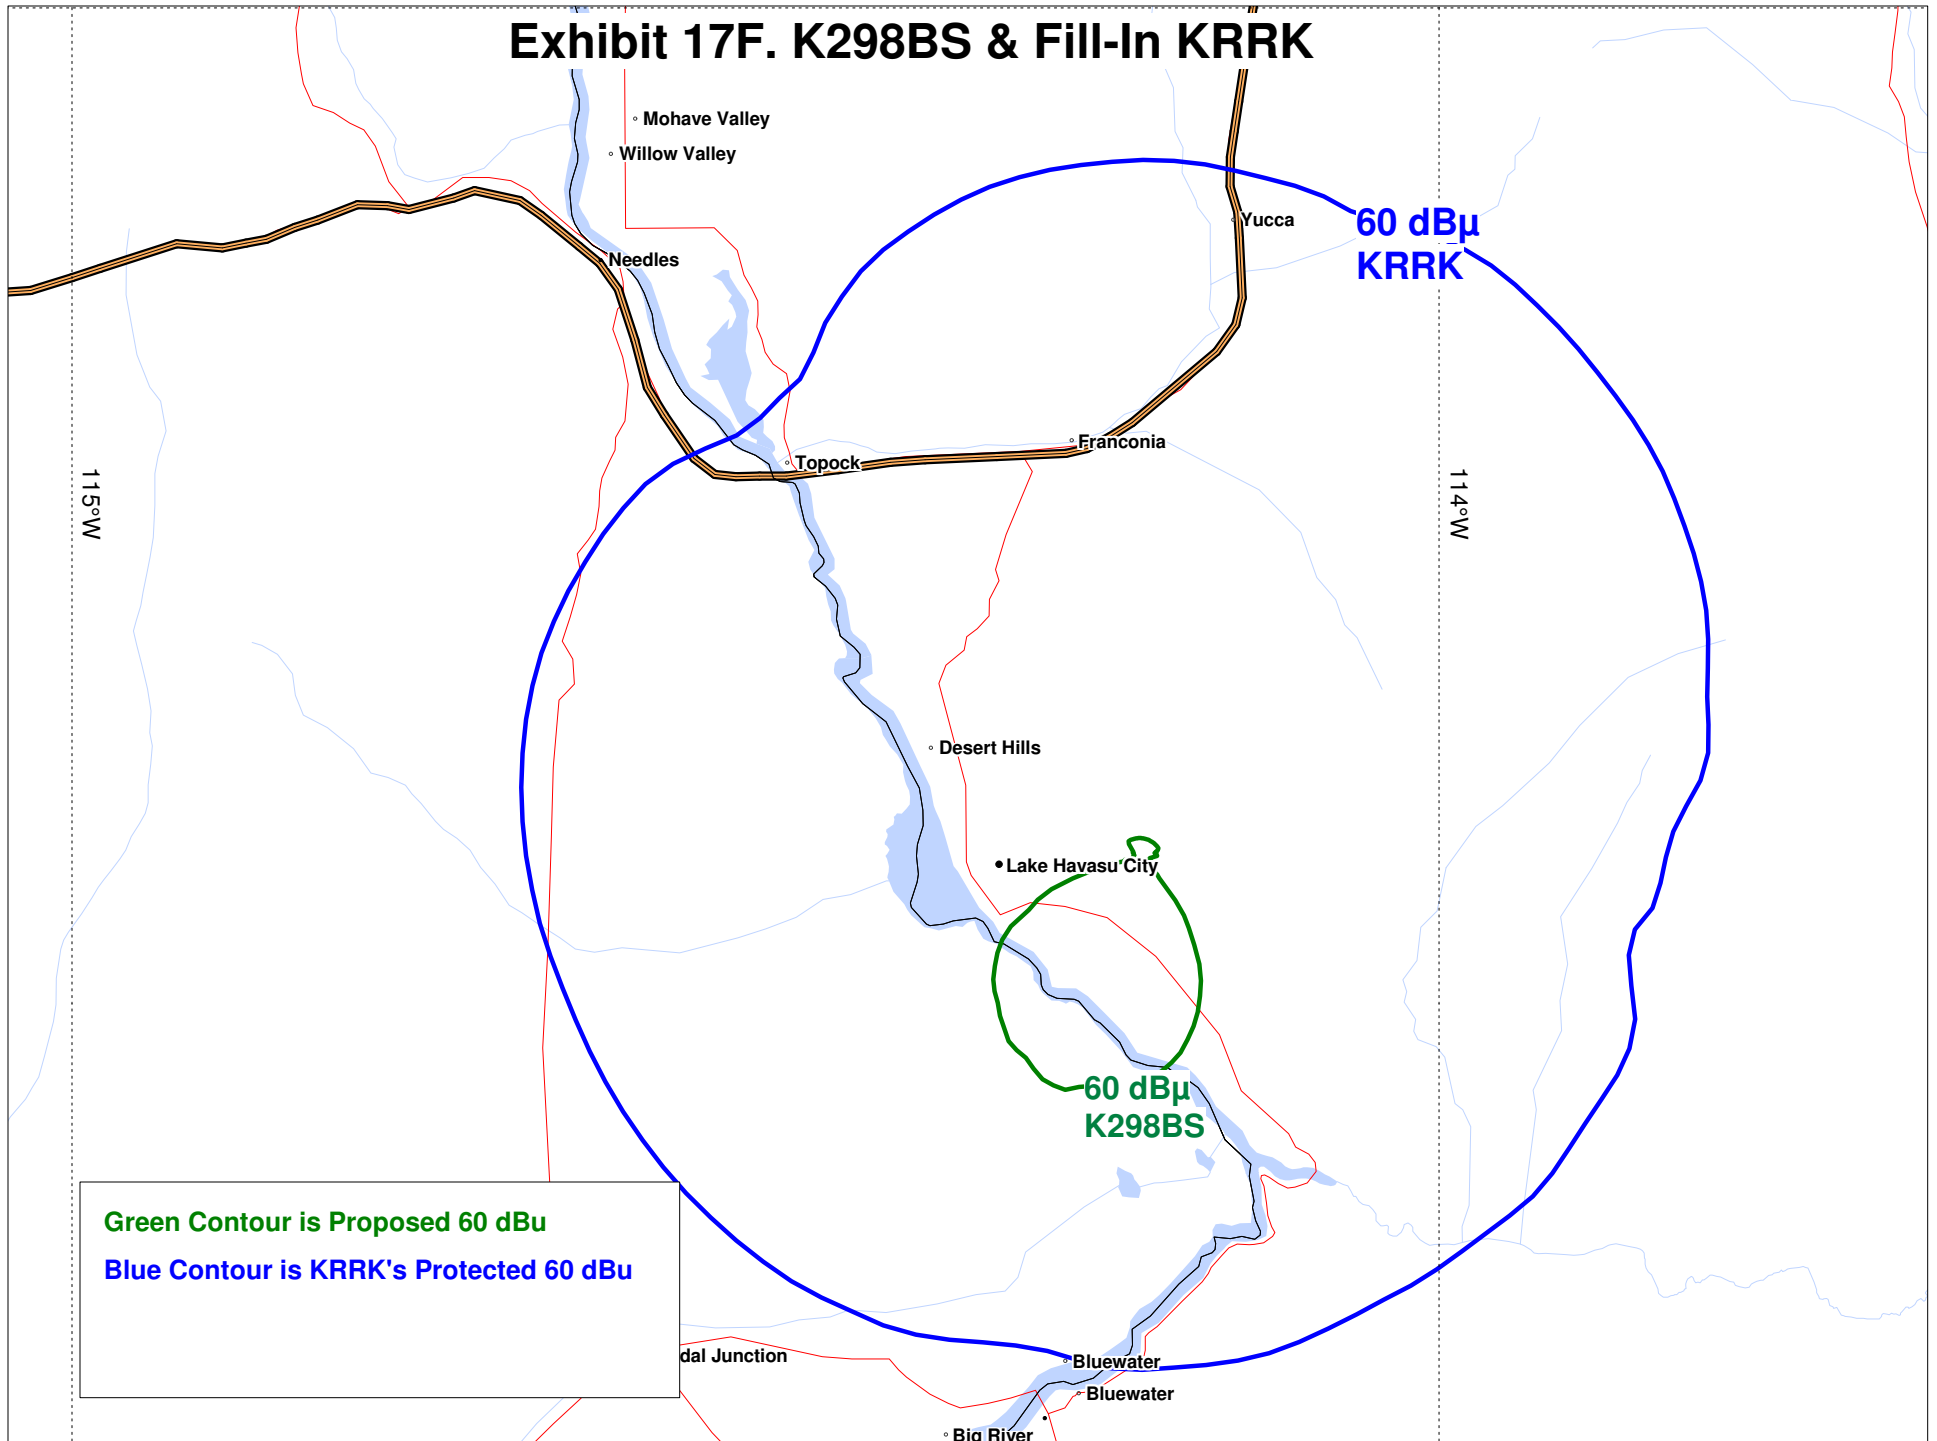 Exhibit 17F. K298BS & Fill-In KRRK
Mohave Valley
Willow Valley
Yucca
60 dBµ
KRRK
Needles
Franconia
Topock
115°W
114°W
Desert Hills
Lake Havasu City
60 dBµ
K298BS
Green Contour is Proposed 60 dBu
Blue Contour is KRRK's Protected 60 dBu
dal Junction
Bluewater
Bluewater
Big River